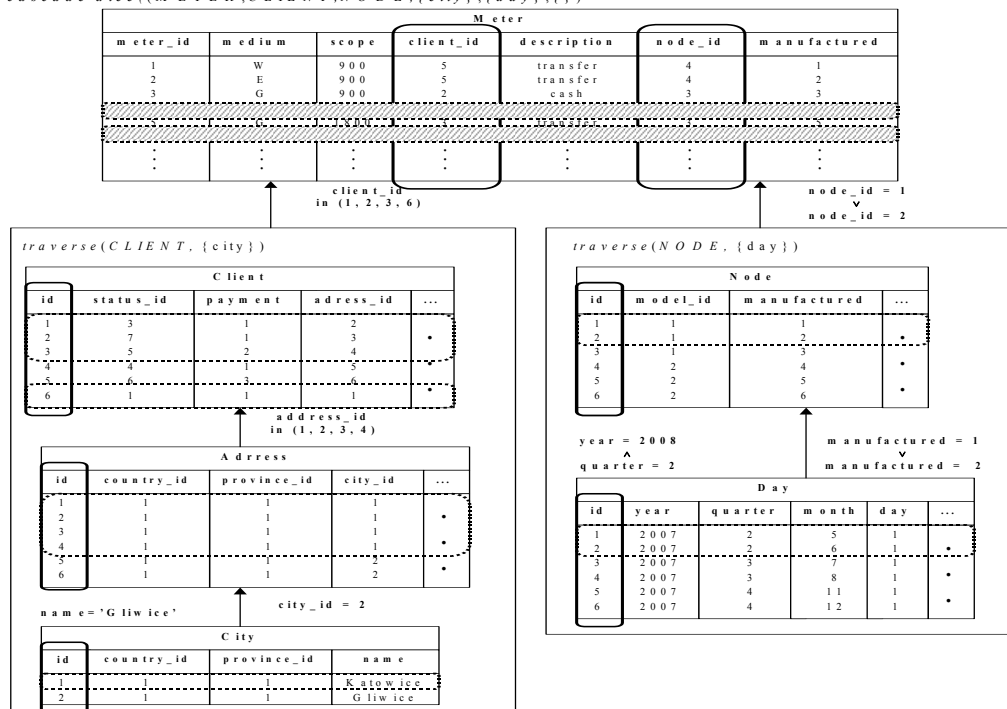 Meter
meter_id medium scope client_id description node_id manufactured
1 W 900 5 transfer 4 1
2 E 900 5 transfer 4 2
3 G 900 2 cash 3 3
5 G 1800 3 transfer 3 5
client_id
in (1, 2, 3, 6)
node_id = 1
∨
node_id = 2
traverse(CLIENT, {city})
Client
id status_id payment adress_id ...
1 3 1 2
2 7 1 3
3 5 2 4
4 4 1 5
5 6 3 6
6 1 1 1
address_id
in (1, 2, 3, 4)
Adrress
id country_id province_id city_id ...
1 1 1 1
2 1 1 1
3 1 1 1
4 1 1 1
5 1 1 2
6 1 1 2
name='Gliwice'
city_id = 2
City
id country_id province_id name
1 1 1 Katowice
2 1 1 Gliwice
traverse(NODE, {day})
Node
id model_id manufactured ...
1 1 1
2 1 2
3 1 3
4 2 4
5 2 5
6 2 6
year = 2008
∧
quarter = 2
manufactured = 1
∨
manufactured = 2
Day
id year quarter month day ...
1 2007 2 5 1
2 2007 2 6 1
3 2007 3 7 1
4 2007 3 8 1
5 2007 4 11 1
6 2007 4 12 1